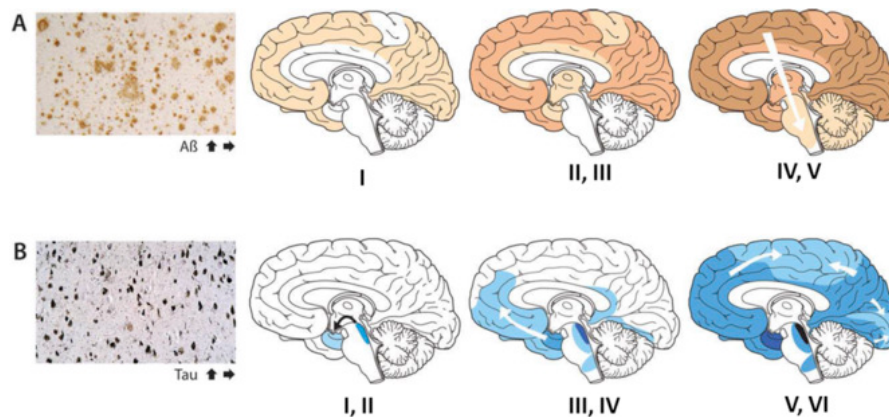 A
Aß
I
II, III
IV, V
B
Tau
I, II
III, IV
V, VI